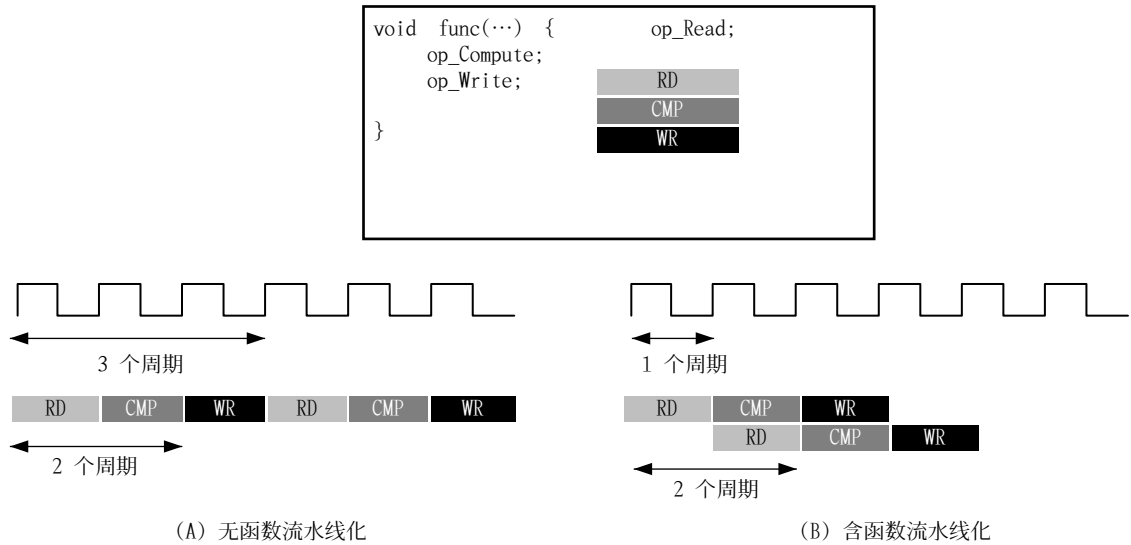 void func(…) { op_Read;
op_Compute;
op_Write;
}
RD
CMP
WR
3 个周期
RD CMP WR RD CMP WR
2 个周期
(A) 无函数流水线化
1 个周期
RD CMP WR
RD CMP WR
2 个周期
(B) 含函数流水线化